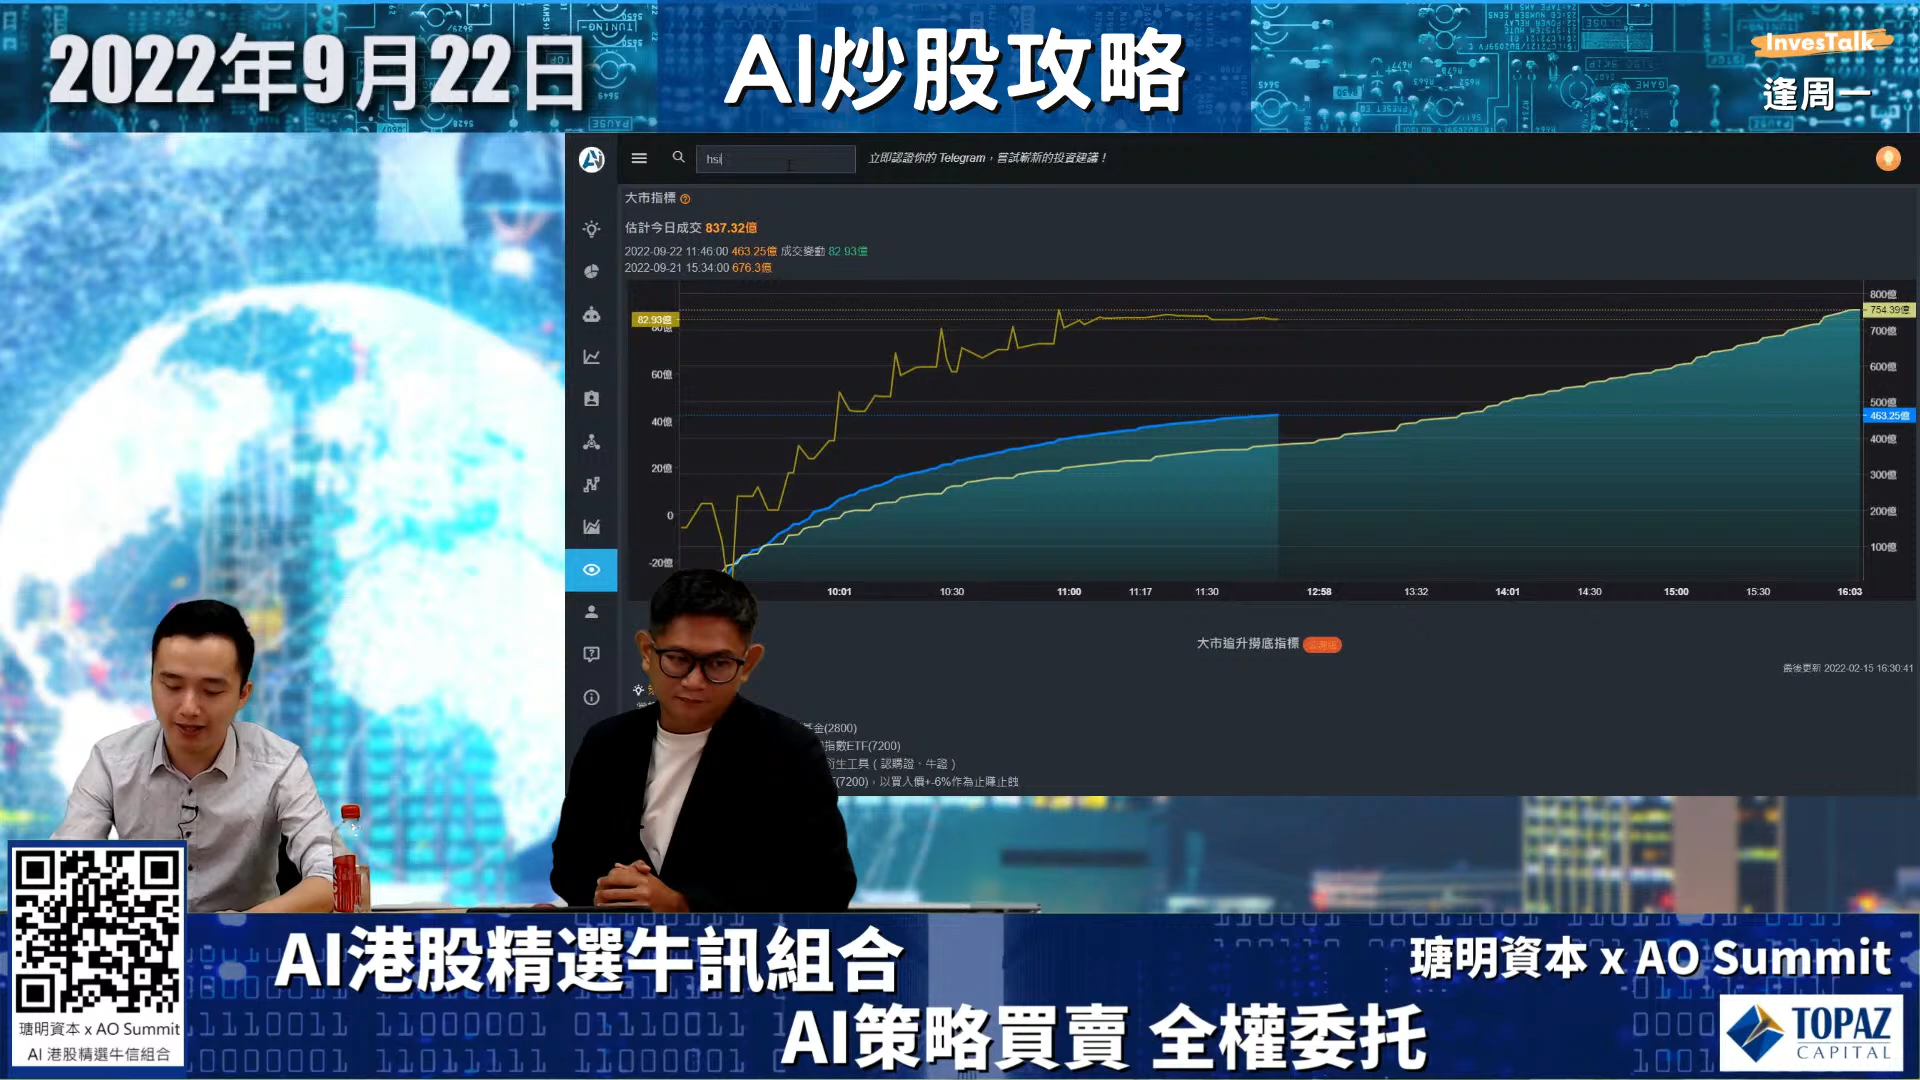 2022年9月22日
AI炒股攻略
InvesTalk
逢周一
hsi
立即認證你的 Telegram，嘗試嶄新的投資建議！
大市指標
估計今日成交 837.32億
2022-09-22 11:46:00 463.25億 成交變動 82.93億
2022-09-21 15:34:00 676.3億
82.93億
80億
60億
40億
20億
0
-20億
800億
754.39億
700億
600億
500億
463.25億
400億
300億
200億
100億
10:01 10:30 11:00 11:17 11:30 12:58 13:32 14:01 14:30 15:00 15:30 16:03
大市追升撈底指標
最後更新 2022-02-15 16:30:41
基金(2800)
指數ETF(7200)
衍生工具 ( 認購證、牛證 )
(7200)，以買入價+-6%作為止賺止蝕
AI港股精選牛訊組合
AI策略買賣 全權委托
瑭明資本 x AO Summit
TOPAZ
CAPITAL
瑭明資本 x AO Summit
AI 港股精選牛信組合